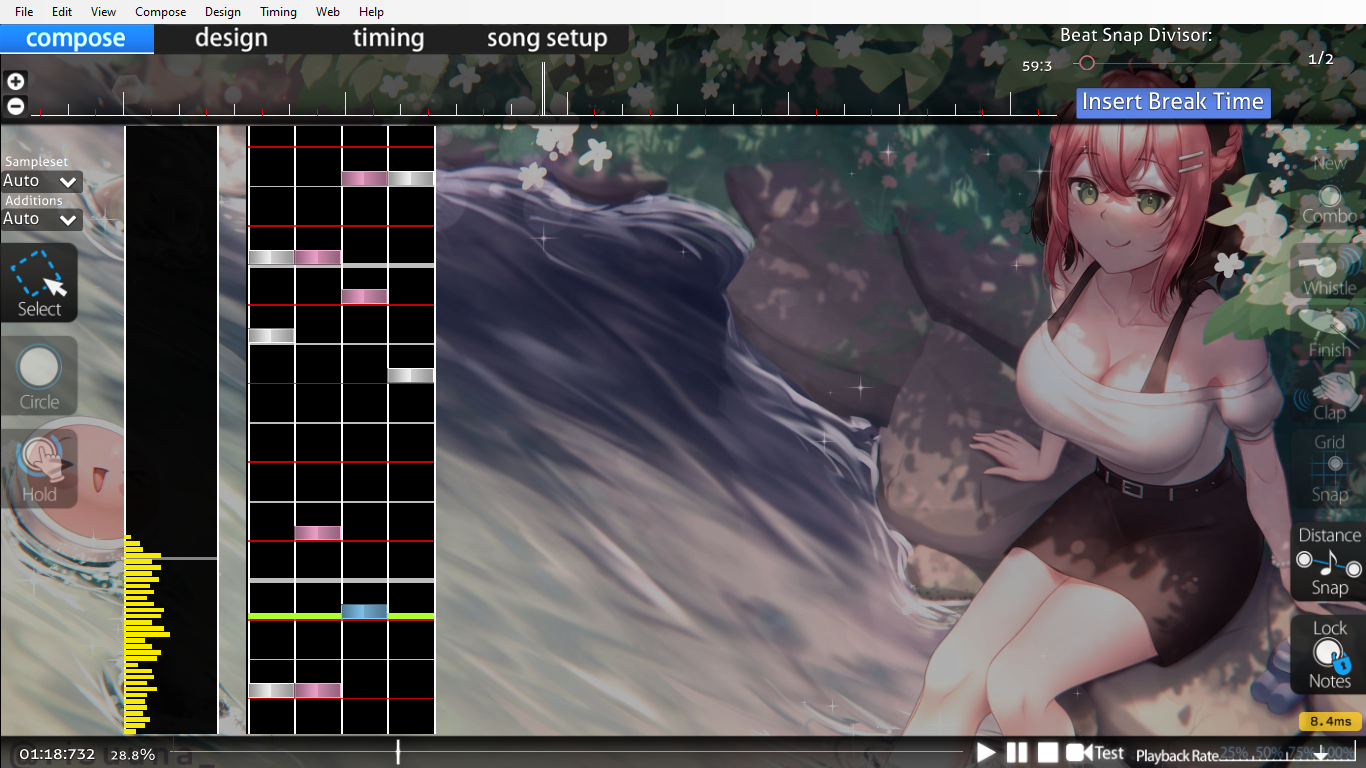 File Edit View Compose Design Timing Web Help
compose design timing song setup
Beat Snap Divisor:
59:3
1/2
Insert Break Time
Sampleset
Auto
Additions
Auto
Select
Circle
Hold
New
Combo
Whistle
Finish
Clap
Grid
Snap
Distance
Snap
Lock
Notes
8.4ms
01:18:732 28.8%
Test
Playback Rate 25% 50% 75% 100%